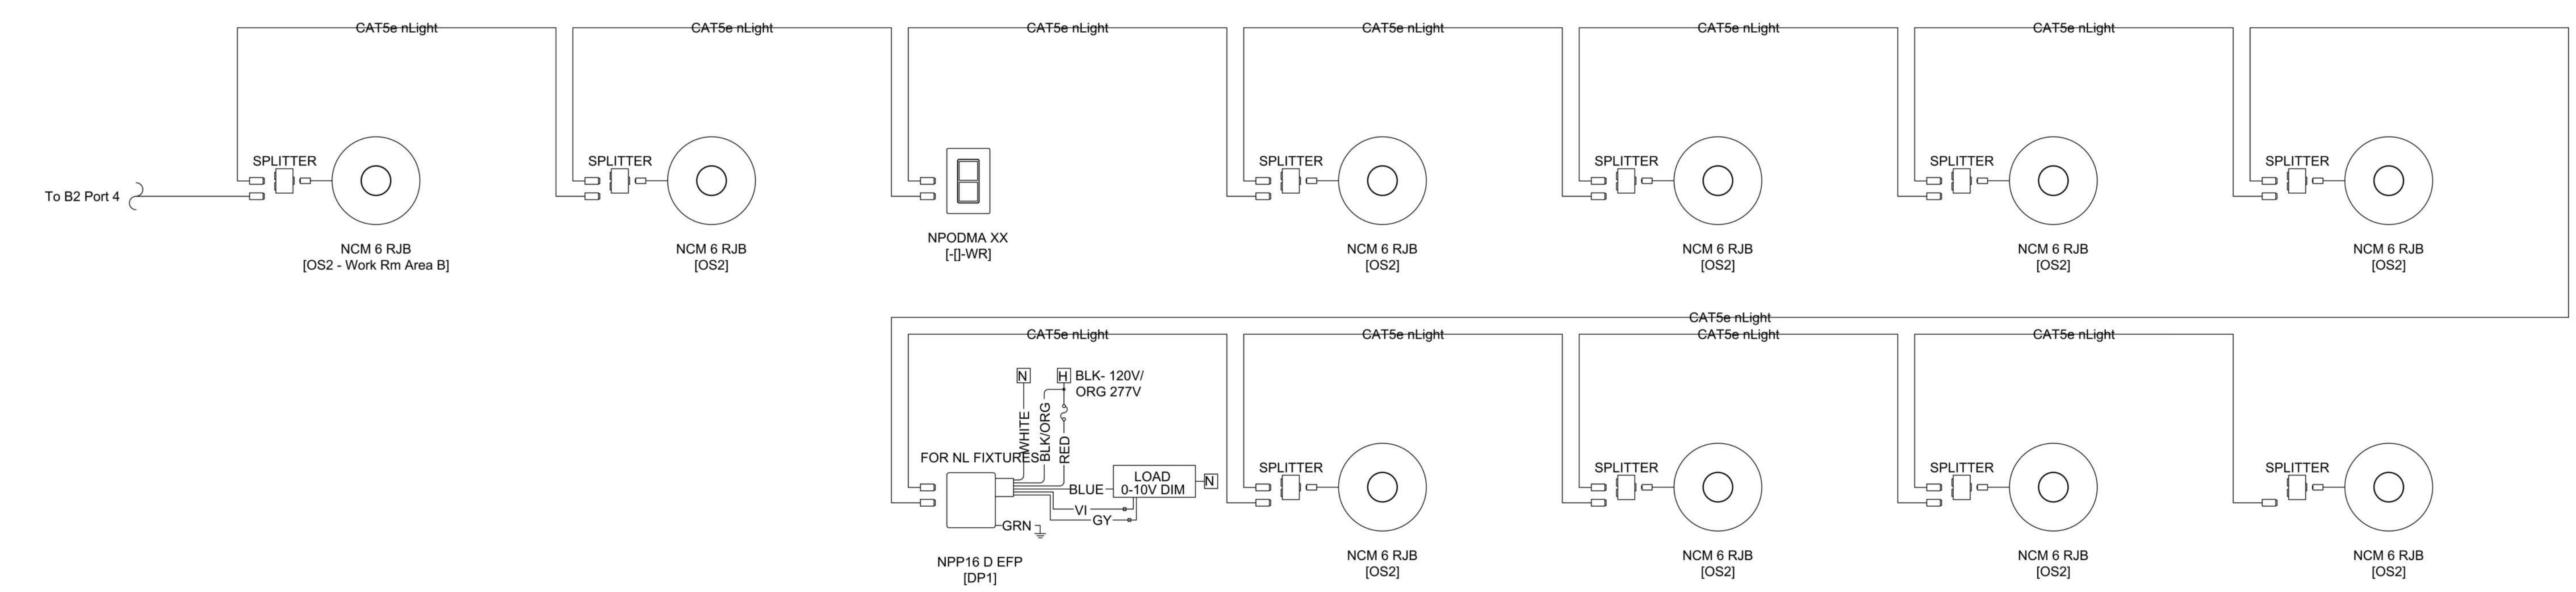 CAT5e nLight CAT5e nLight CAT5e nLight CAT5e nLight CAT5e nLight CAT5e nLight
SPLITTER SPLITTER SPLITTER SPLITTER SPLITTER SPLITTER
To B2 Port 4
NPODMA XX
[-[]-WR]
NCM 6 RJB NCM 6 RJB NCM 6 RJB NCM 6 RJB NCM 6 RJB NCM 6 RJB
[OS2 - Work Rm Area B] [OS2] [OS2] [OS2] [OS2] [OS2]
CAT5e nLight
CAT5e nLight CAT5e nLight CAT5e nLight CAT5e nLight
N H BLK- 120V/
ORG 277V
WHITE
BLK/ORG
RED
FOR NL FIXTURES
SPLITTER SPLITTER SPLITTER SPLITTER
LOAD
0-10V DIM
N
BLUE
VI
GY
GRN
NPP16 D EFP
[DP1]
NCM 6 RJB NCM 6 RJB NCM 6 RJB NCM 6 RJB
[OS2] [OS2] [OS2] [OS2]